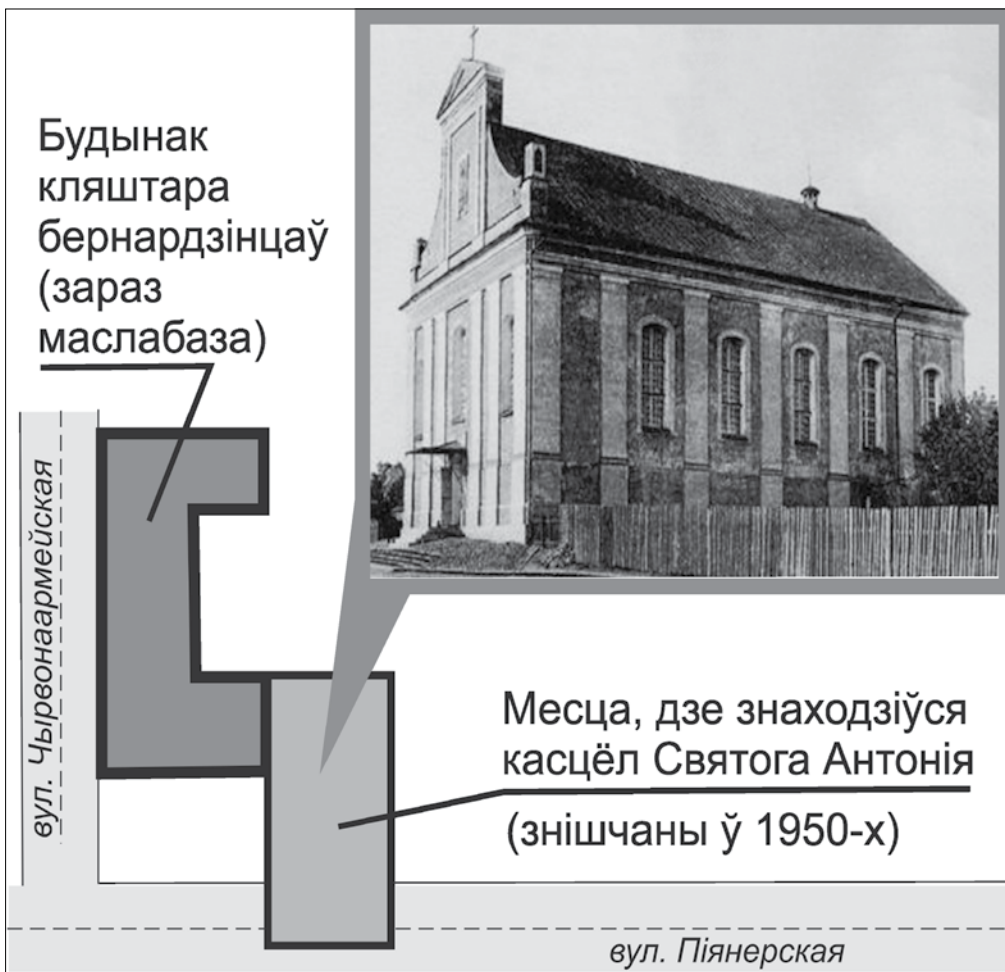 Будынак
кляштара
бернардзінцаў
(зараз
маслабаза)
вул. Чырвонаармейская
Месца, дзе знаходзіўся
касцёл Святога Антонія
(знішчаны ў 1950-х)
вул. Піянерская